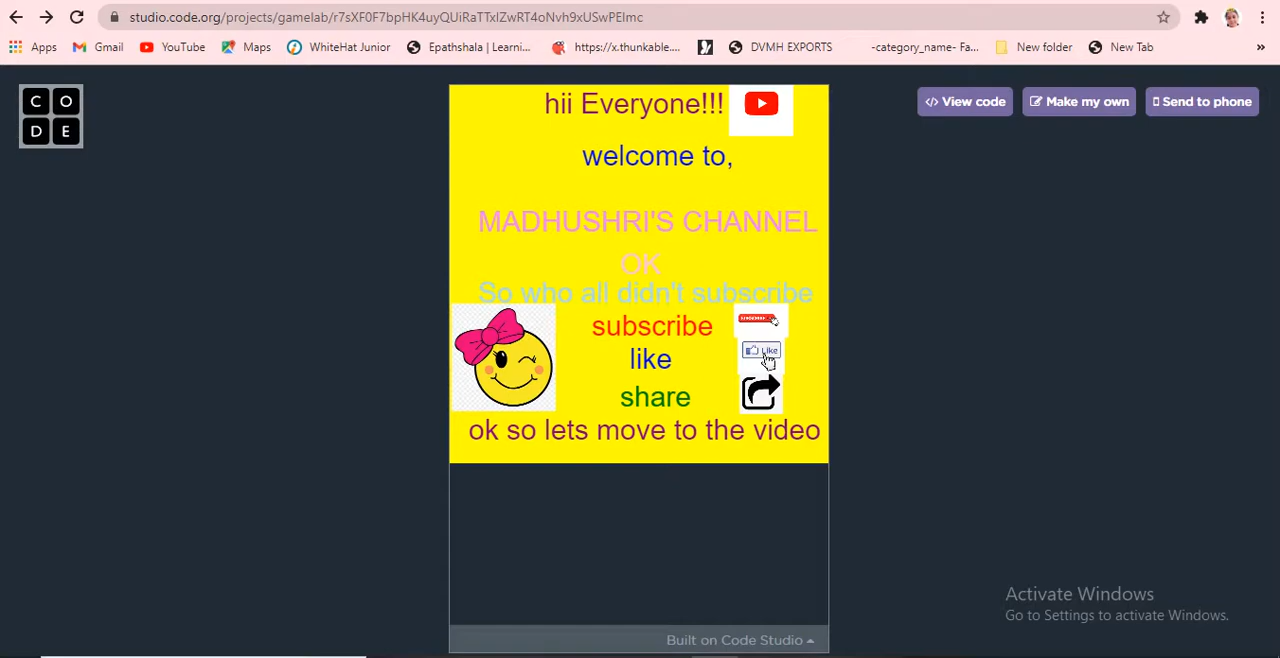 studio.code.org/projects/gamelab/r7sXF0F7bpHK4uyQUiRaTTxlZwRT4oNvh9xUSwPElmc
Apps Gmail YouTube Maps WhiteHat Junior Epathshala | Learni... https://x.thunkable.... DVMH EXPORTS -category_name- Fa... New folder New Tab »
C O
D E
View code Make my own Send to phone
hii Everyone!!!
welcome to,
MADHUSHRI'S CHANNEL
OK
So who all didn't subscribe
subscribe
like
Like
share
ok so lets move to the video
Activate Windows
Go to Settings to activate Windows.
Built on Code Studio